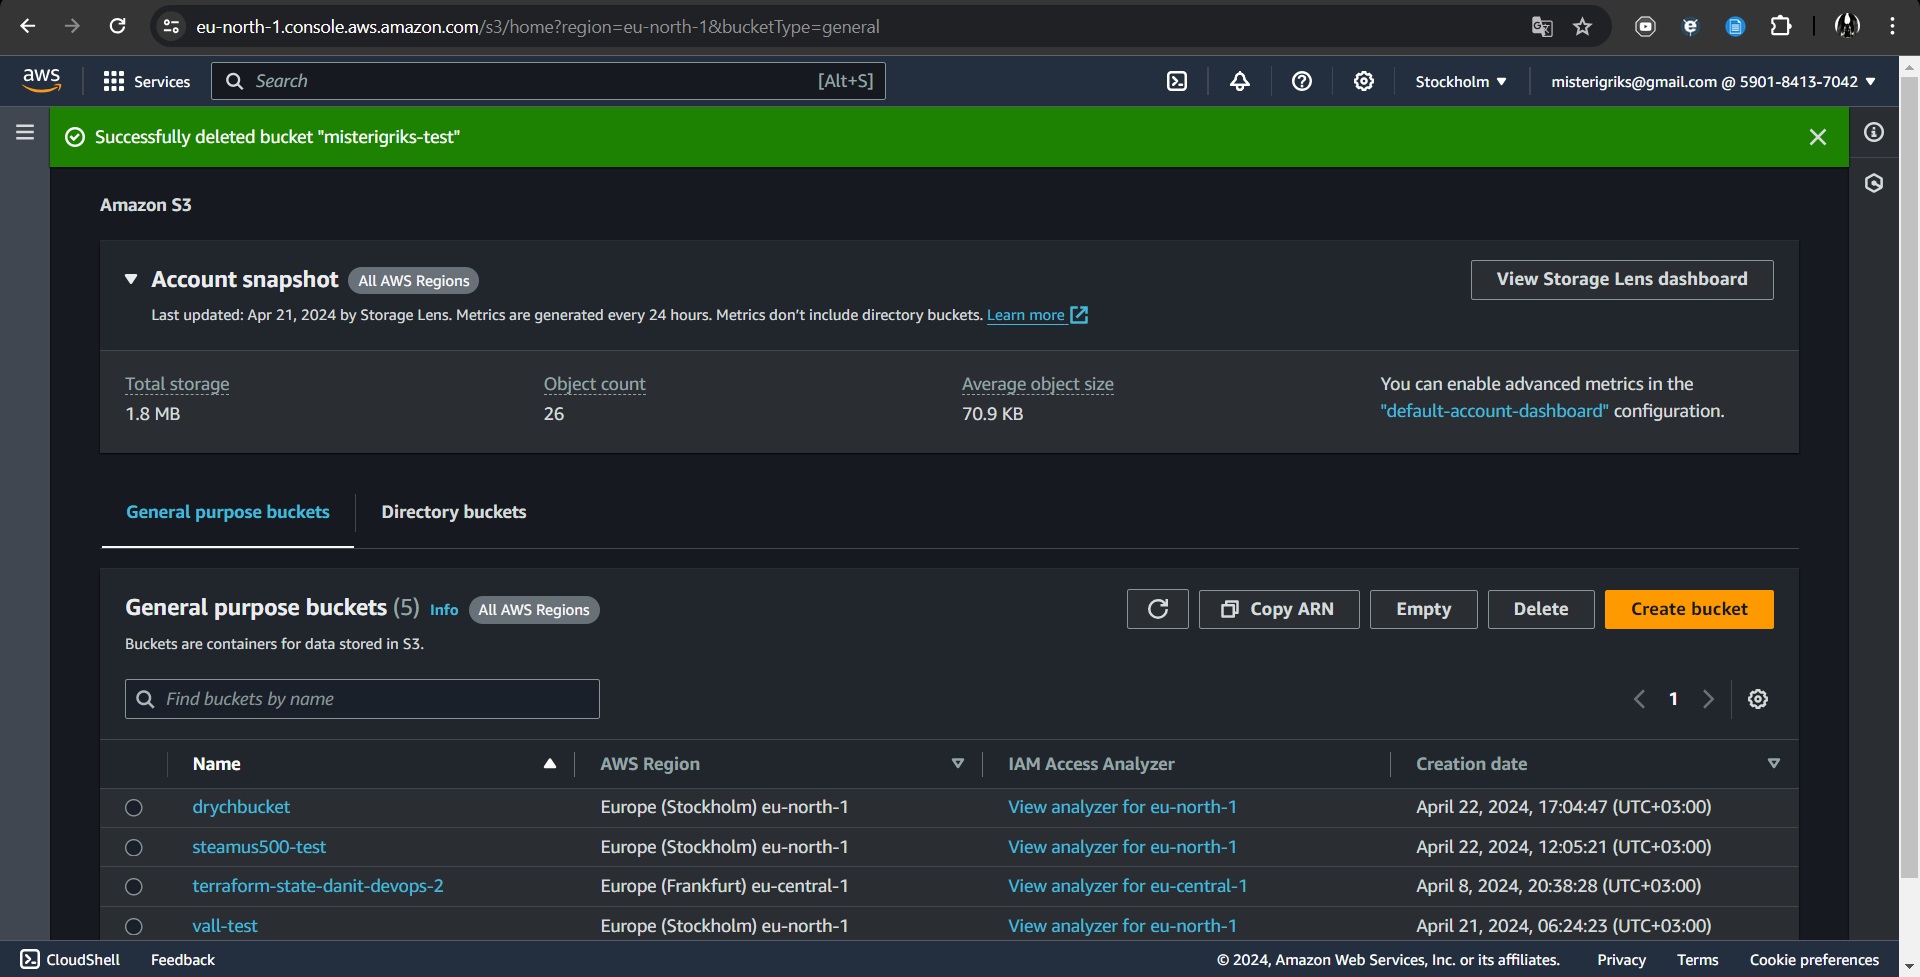 eu-north-1.console.aws.amazon.com/s3/home?region=eu-north-1&bucketType=general
aws Services Search [Alt+S] Stockholm misterigriks@gmail.com @ 5901-8413-7042
Successfully deleted bucket "misterigriks-test"
Amazon S3
Account snapshot All AWS Regions View Storage Lens dashboard
Last updated: Apr 21, 2024 by Storage Lens. Metrics are generated every 24 hours. Metrics don't include directory buckets. Learn more
Total storage Object count Average object size You can enable advanced metrics in the
1.8 MB 26 70.9 KB "default-account-dashboard" configuration.
General purpose buckets Directory buckets
General purpose buckets (5) Info All AWS Regions Copy ARN Empty Delete Create bucket
Buckets are containers for data stored in S3.
Find buckets by name 1
Name AWS Region IAM Access Analyzer Creation date
drychbucket Europe (Stockholm) eu-north-1 View analyzer for eu-north-1 April 22, 2024, 17:04:47 (UTC+03:00)
steamus500-test Europe (Stockholm) eu-north-1 View analyzer for eu-north-1 April 22, 2024, 12:05:21 (UTC+03:00)
terraform-state-danit-devops-2 Europe (Frankfurt) eu-central-1 View analyzer for eu-central-1 April 8, 2024, 20:38:28 (UTC+03:00)
vall-test Europe (Stockholm) eu-north-1 View analyzer for eu-north-1 April 21, 2024, 06:24:23 (UTC+03:00)
CloudShell Feedback © 2024, Amazon Web Services, Inc. or its affiliates. Privacy Terms Cookie preferences